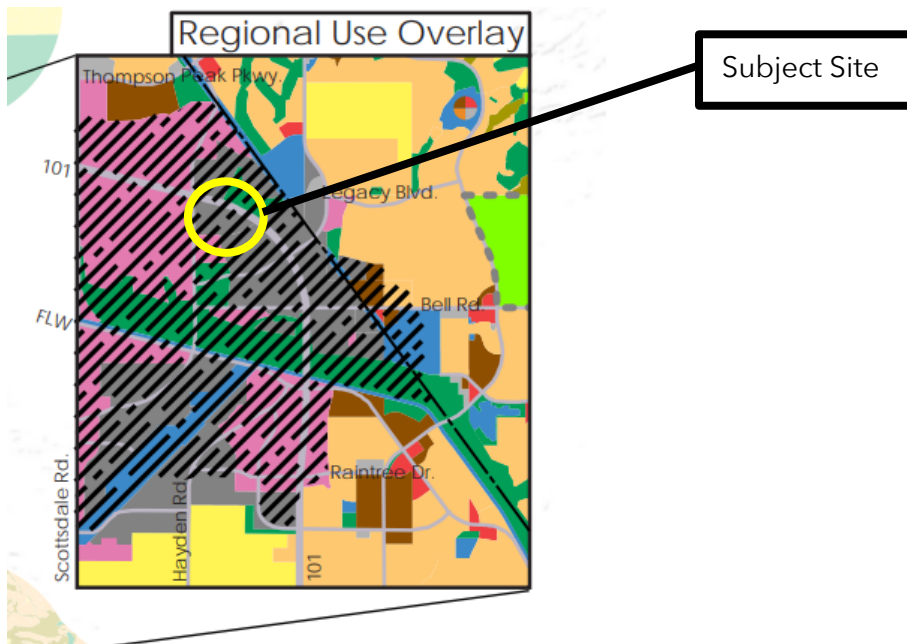 Regional Use Overlay
Subject Site
Thompson Peak Pkwy.
101
Legacy Blvd.
Bell Rd.
FLW
Raintree Dr.
Scottsdale Rd.
Hayden Rd.
101